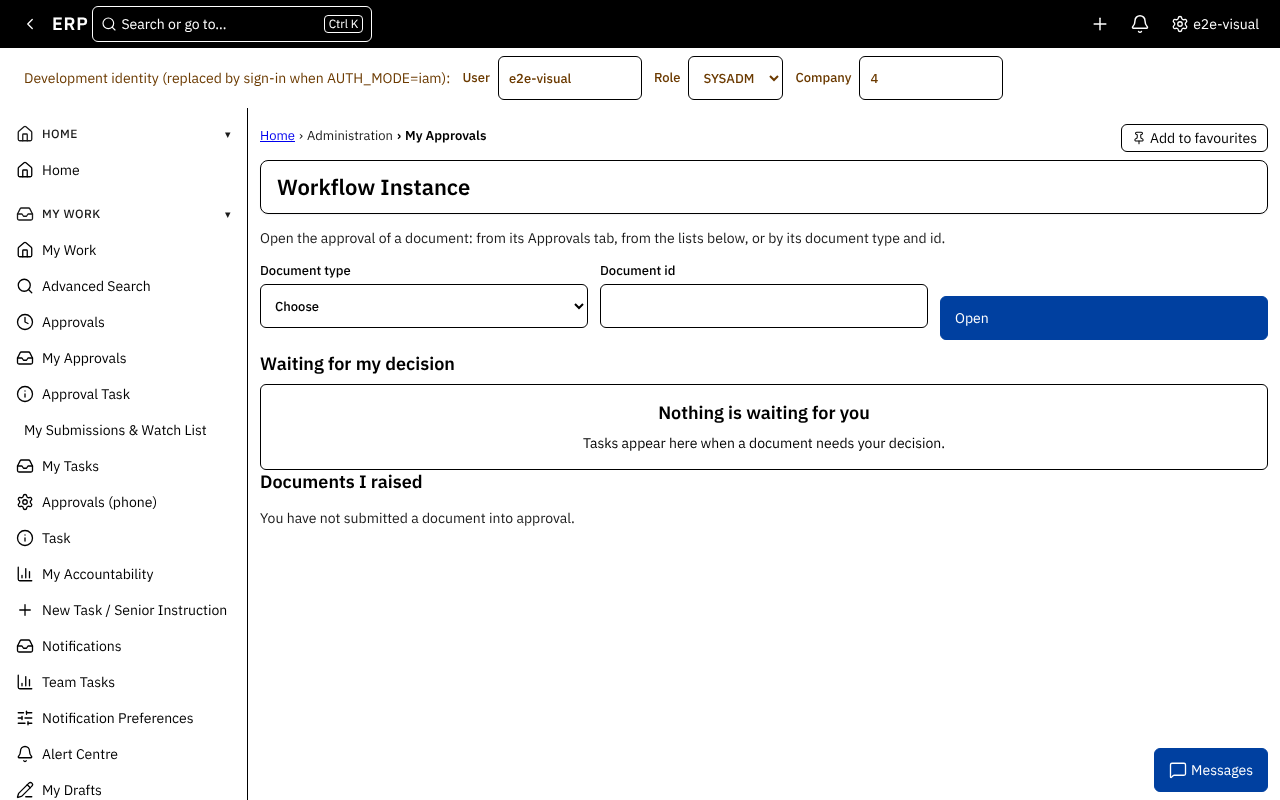 ERP
Search or go to... Ctrl K
e2e-visual
Development identity (replaced by sign-in when AUTH_MODE=iam): User e2e-visual Role SYSADM Company 4
HOME
Home
MY WORK
My Work
Advanced Search
Approvals
My Approvals
Approval Task
My Submissions & Watch List
My Tasks
Approvals (phone)
Task
My Accountability
New Task / Senior Instruction
Notifications
Team Tasks
Notification Preferences
Alert Centre
My Drafts
Home › Administration › My Approvals
Add to favourites
Workflow Instance
Open the approval of a document: from its Approvals tab, from the lists below, or by its document type and id.
Document type
Choose
Document id
Open
Waiting for my decision
Nothing is waiting for you
Tasks appear here when a document needs your decision.
Documents I raised
You have not submitted a document into approval.
Messages